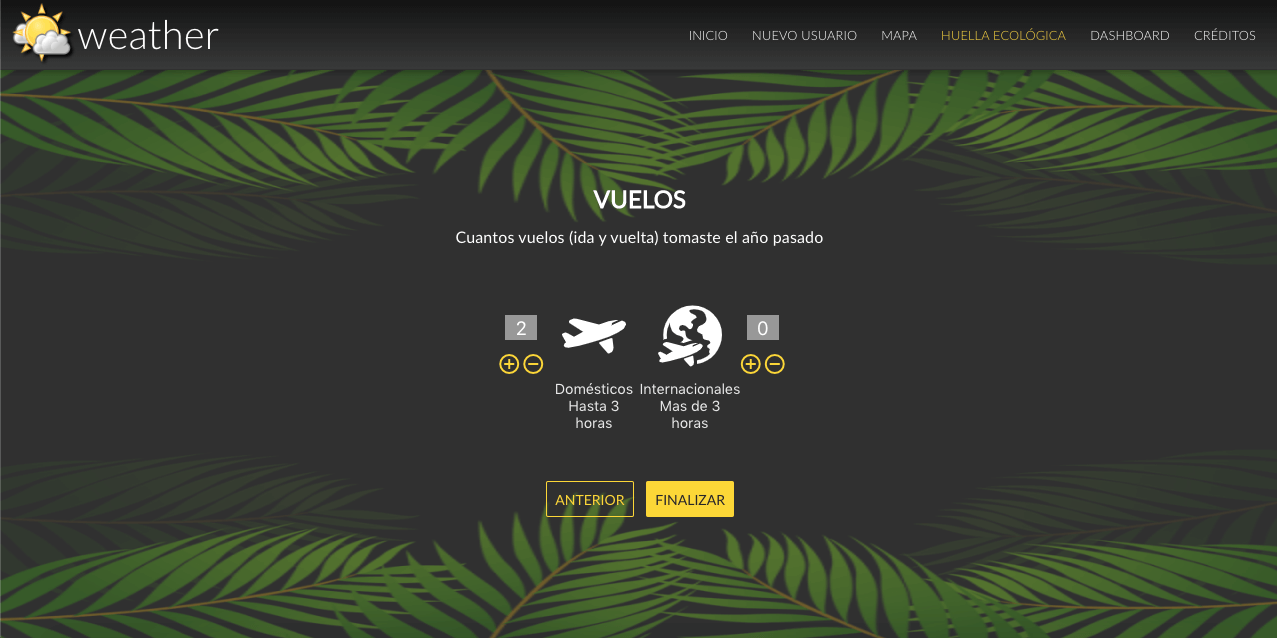 weather
INICIO NUEVO USUARIO MAPA HUELLA ECOLÓGICA DASHBOARD CRÉDITOS
VUELOS
Cuantos vuelos (ida y vuelta) tomaste el año pasado
2
Domésticos
Hasta 3
horas
Internacionales
Mas de 3
horas
0
ANTERIOR
FINALIZAR